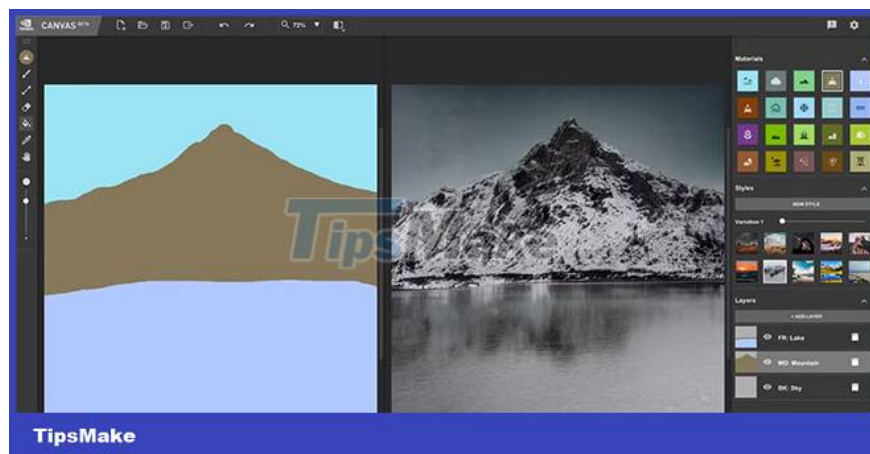 CANVAS BETA
72%
Materials
Styles
NEW STYLE
Variation 1
Layers
+ NEW LAYER
FR: Lake
MD: Mountain
BK: Sky
TipsMake
TipsMake